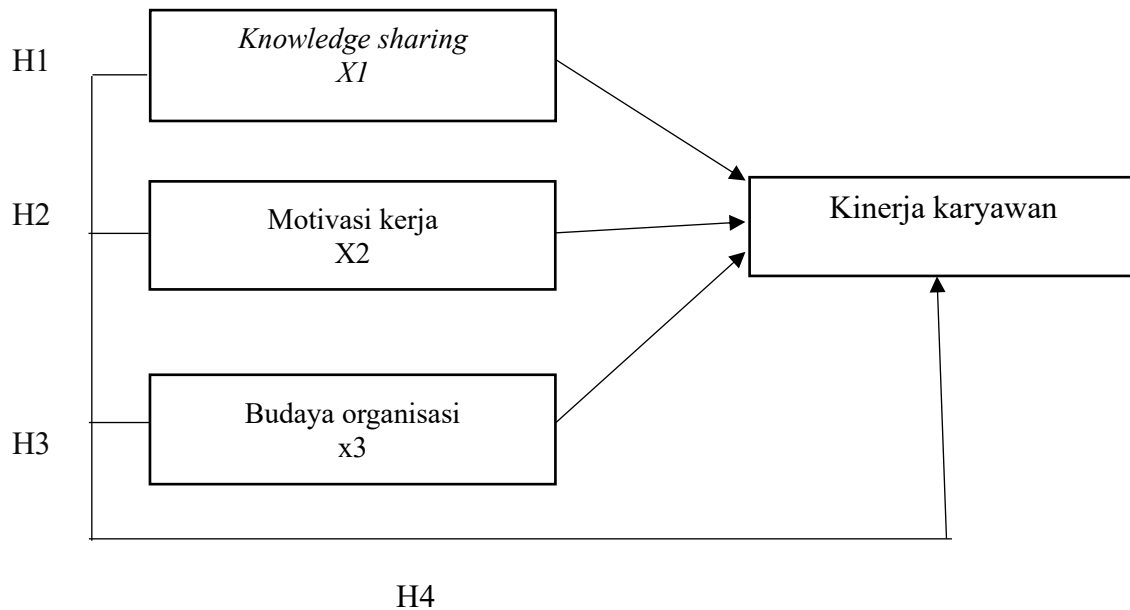 H1
Knowledge sharing
X1
H2
Motivasi kerja
X2
Kinerja karyawan
H3
Budaya organisasi
x3
H4